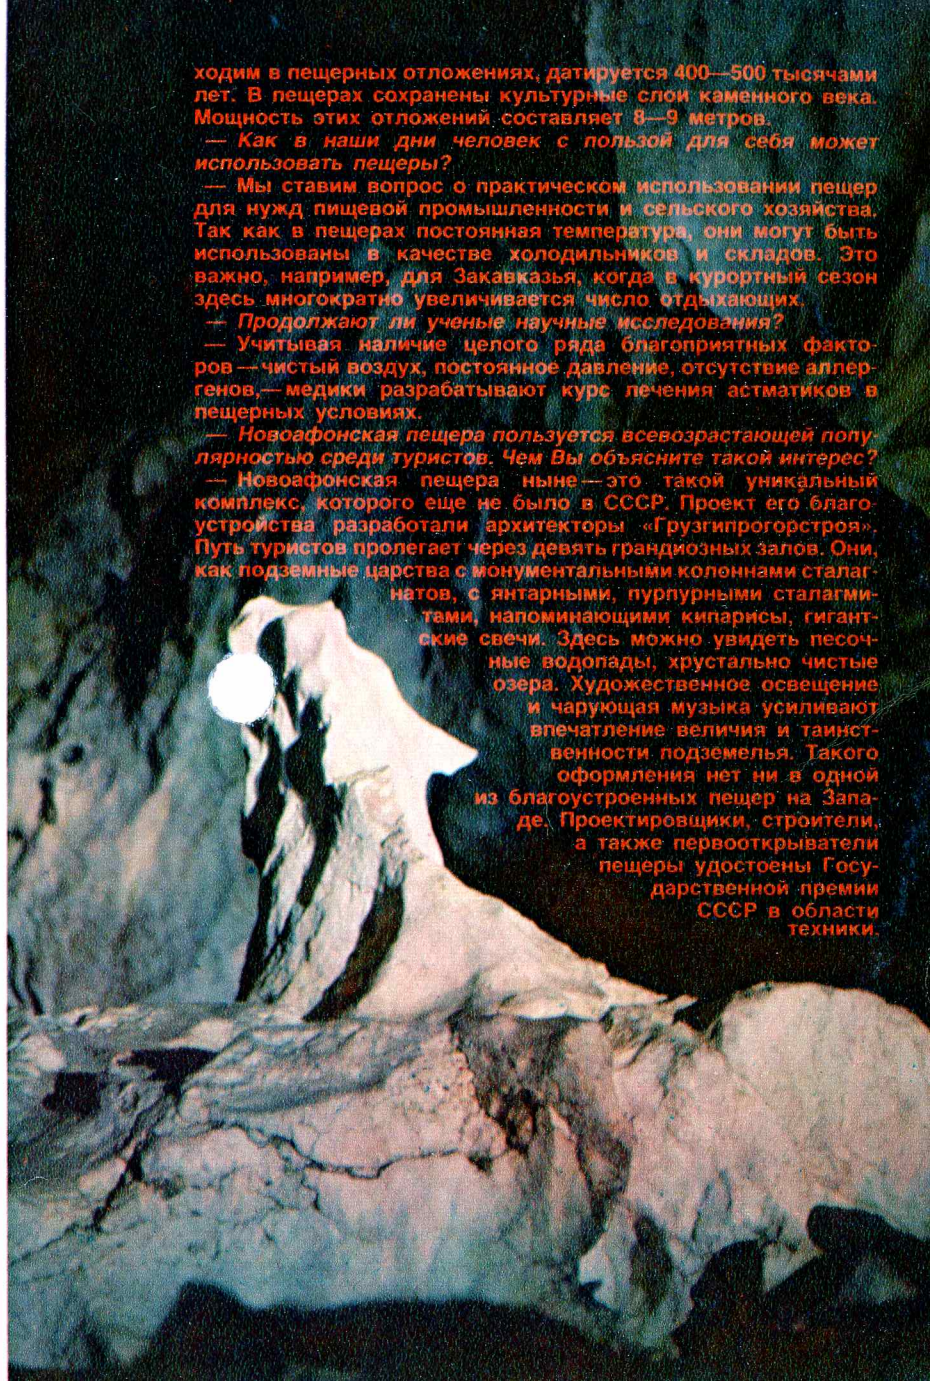 ходим в пещерных отложениях, датируется 400—500 тысячами
лет. В пещерах сохранены культурные слои каменного века.
Мощность этих отложений составляет 8—9 метров.
— Как в наши дни человек с пользой для себя может
использовать пещеры?
— Мы ставим вопрос о практическом использовании пещер
для нужд пищевой промышленности и сельского хозяйства.
Так как в пещерах постоянная температура, они могут быть
использованы в качестве холодильников и складов. Это
важно, например, для Закавказья, когда в курортный сезон
здесь многократно увеличивается число отдыхающих.
— Продолжают ли ученые научные исследования?
— Учитывая наличие целого ряда благоприятных факто-
ров — чистый воздух, постоянное давление, отсутствие аллер-
генов,— медики разрабатывают курс лечения астматиков в
пещерных условиях.
— Новоафонская пещера пользуется всевозрастающей попу-
лярностью среди туристов. Чем Вы объясните такой интерес?
— Новоафонская пещера ныне — это такой уникальный
комплекс, которого еще не было в СССР. Проект его благо-
устройства разработали архитекторы «Грузгипрогорстроя».
Путь туристов пролегает через девять грандиозных залов. Они,
как подземные царства с монументальными колоннами сталаг-
натов, с янтарными, пурпурными сталагми-
тами, напоминающими кипарисы, гигант-
ские свечи. Здесь можно увидеть песоч-
ные водопады, хрустально чистые
озера. Художественное освещение
и чарующая музыка усиливают
впечатление величия и таинст-
венности подземелья. Такого
оформления нет ни в одной
из благоустроенных пещер на Запа-
де. Проектировщики, строители,
а также первооткрыватели
пещеры удостоены Госу-
дарственной премии
СССР в области
техники.